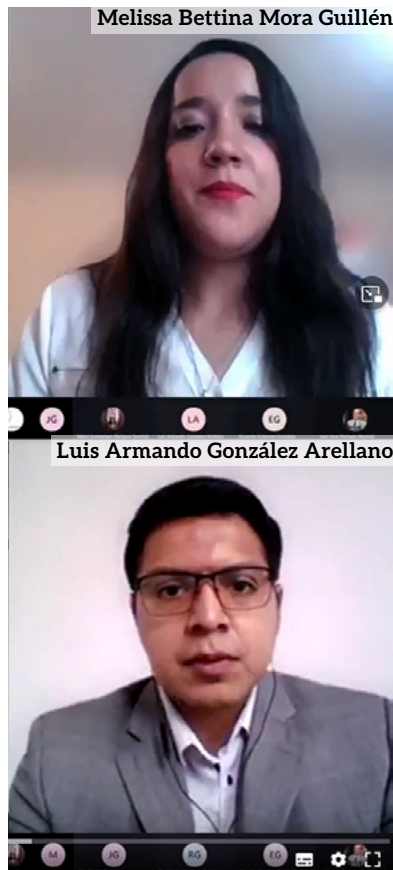 Melissa Bettina Mora Guillén
JG
LA
EG
Luis Armando González Arellano
M
JG
RG
EG